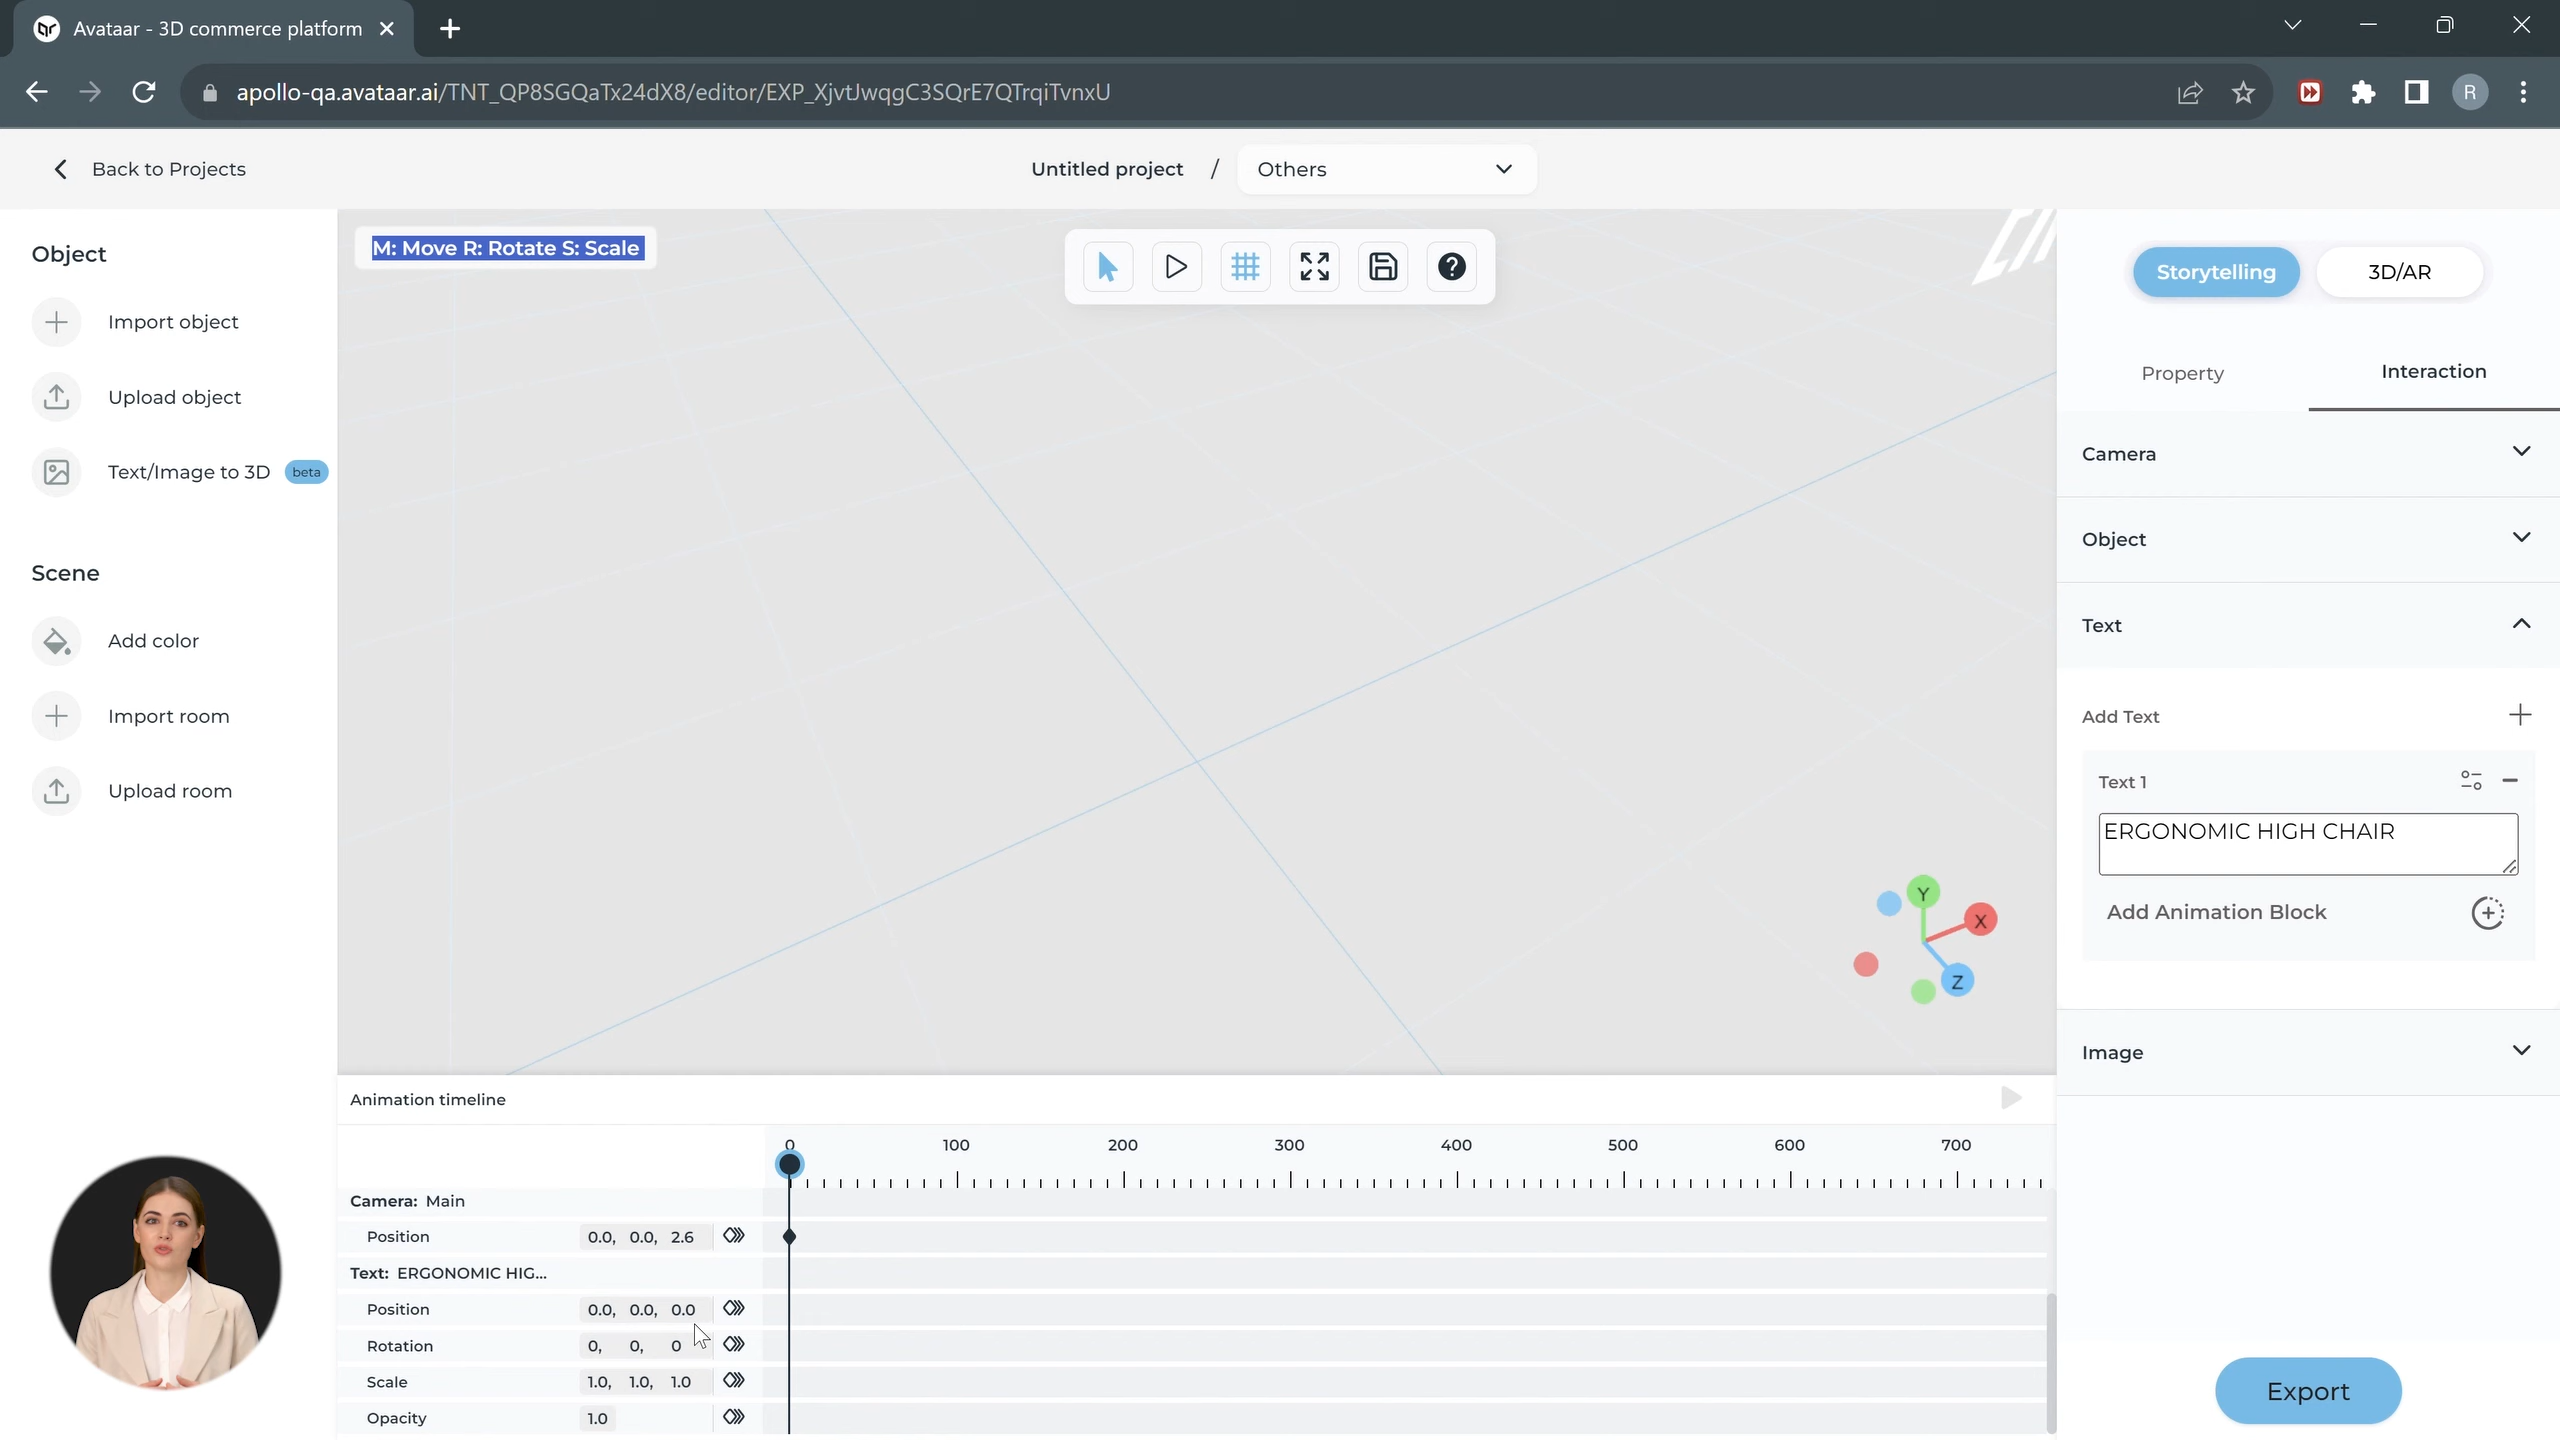 Avataar - 3D commerce platform
apollo-qa.avataar.ai/TNT_QP8SGQaTx24dX8/editor/EXP_XjvtJwqgC3SQrE7QTrqiTvnxU
R
Back to Projects
Untitled project / Others
Object
Import object
Upload object
Text/Image to 3D beta
Scene
Add color
Import room
Upload room
M: Move R: Rotate S: Scale
Y
X
Z
Storytelling 3D/AR
Property Interaction
Camera
Object
Text
Add Text
Text 1
ERGONOMIC HIGH CHAIR
Add Animation Block
Image
Export
Animation timeline
0 100 200 300 400 500 600 700
Camera: Main
Position 0.0, 0.0, 2.6
Text: ERGONOMIC HIG...
Position 0.0, 0.0, 0.0
Rotation 0, 0, 0
Scale 1.0, 1.0, 1.0
Opacity 1.0